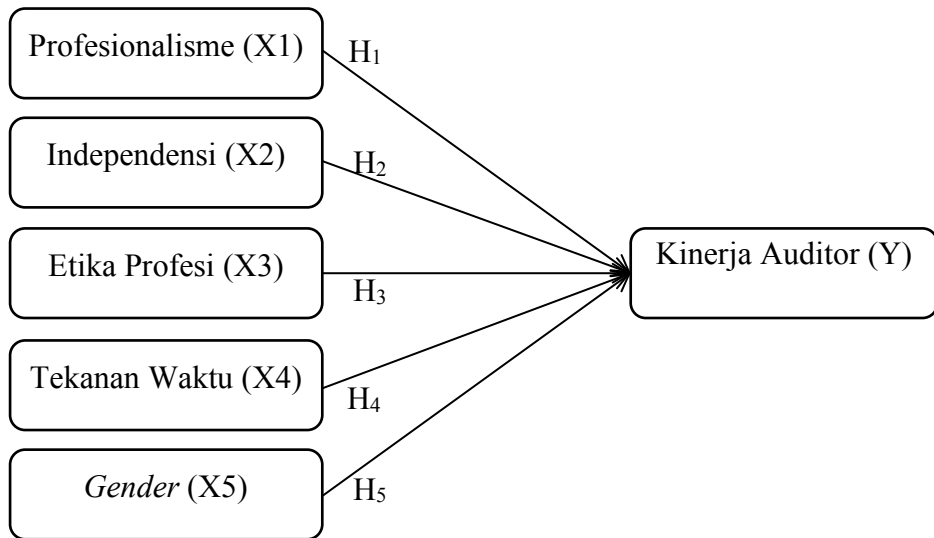 Profesionalisme (X1)
H₁
Independensi (X2)
H₂
Etika Profesi (X3)
H₃
Kinerja Auditor (Y)
Tekanan Waktu (X4)
H₄
Gender (X5)
H₅